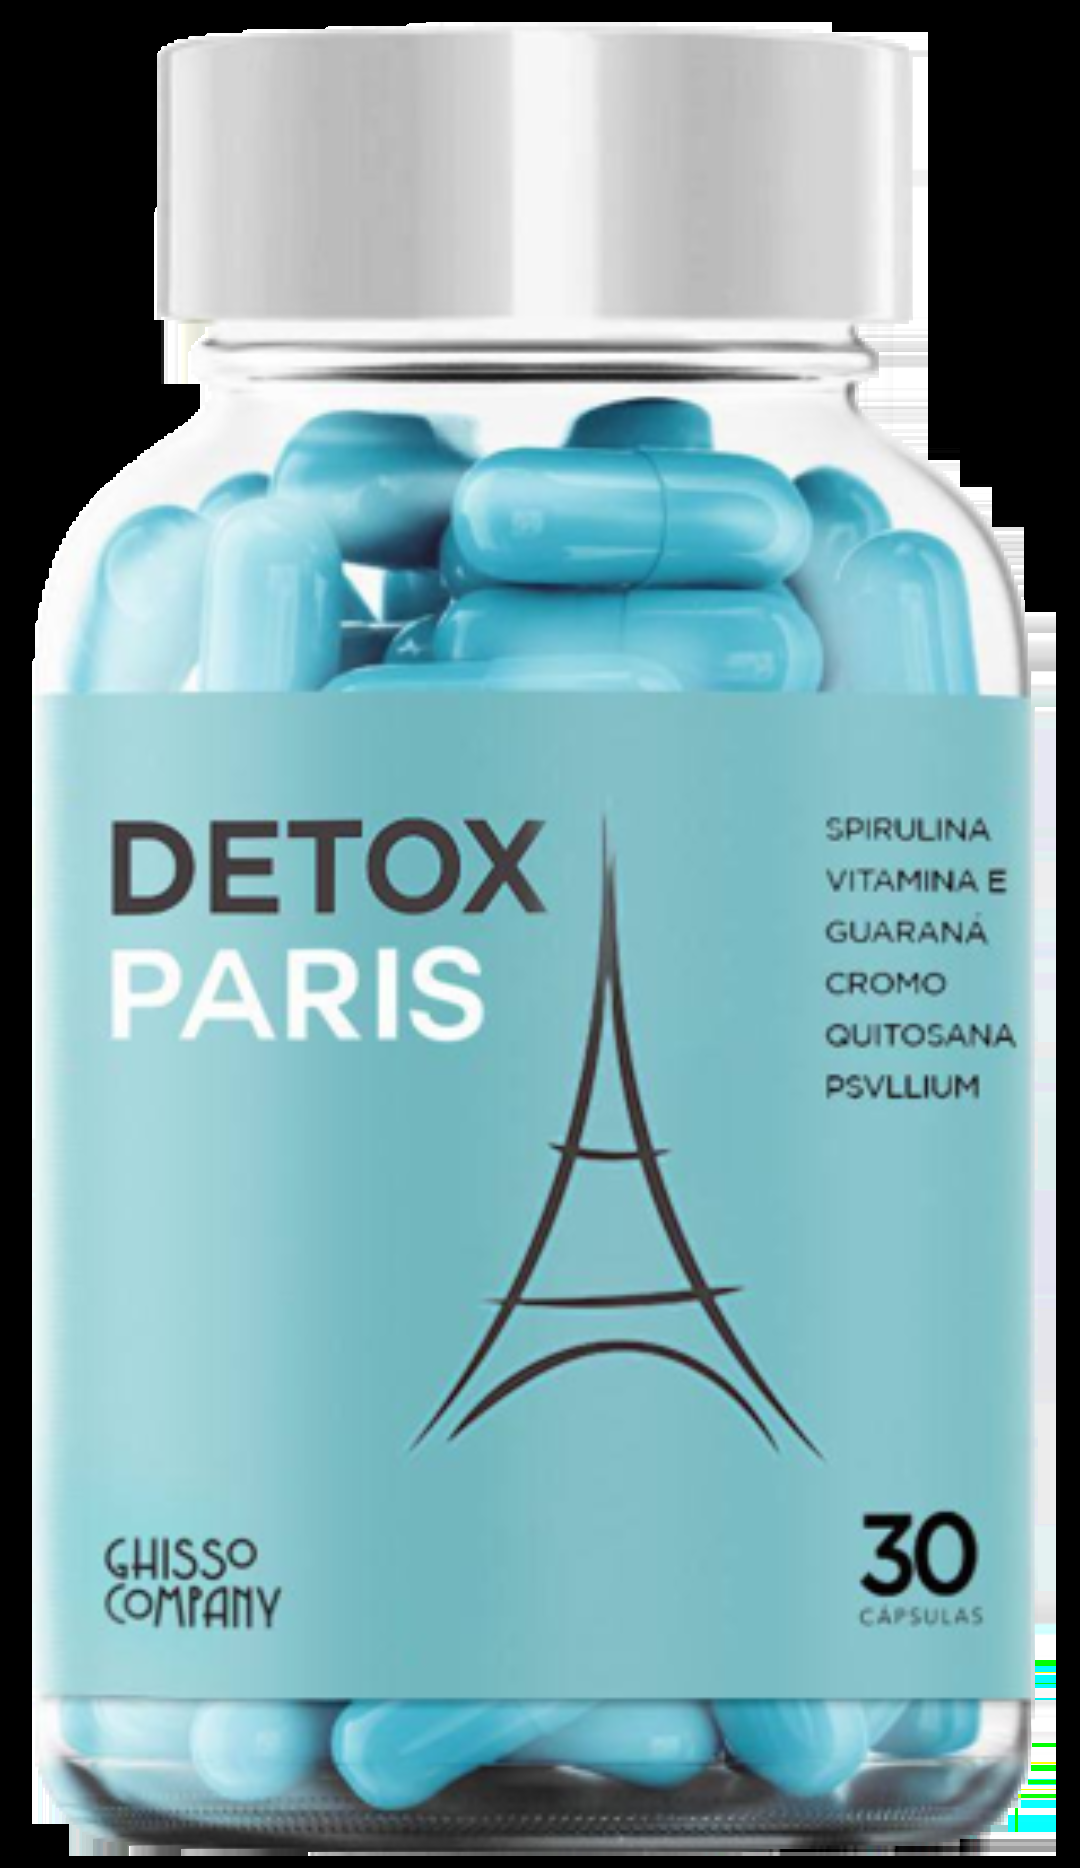 DETOX
PARIS
SPIRULINA
VITAMINA E
GUARANÁ
CROMO
QUITOSANA
PSVLLIUM
GHISSO
COMPANY
30
CÁPSULAS